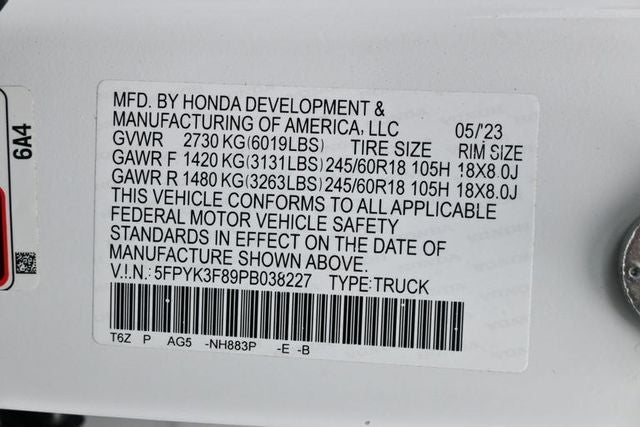 MFD. BY HONDA DEVELOPMENT &
MANUFACTURING OF AMERICA, LLC 05/'23
GVWR 2730 KG(6019LBS) TIRE SIZE RIM SIZE
GAWR F 1420 KG(3131LBS) 245/60R18 105H 18X8.0J
GAWR R 1480 KG(3263LBS) 245/60R18 105H 18X8.0J
THIS VEHICLE CONFORMS TO ALL APPLICABLE
FEDERAL MOTOR VEHICLE SAFETY
STANDARDS IN EFFECT ON THE DATE OF
MANUFACTURE SHOWN ABOVE.
V.I.N.: 5FPYK3F89PB038227 TYPE:TRUCK
T6Z P AG5 -NH883P -E -B
6A4